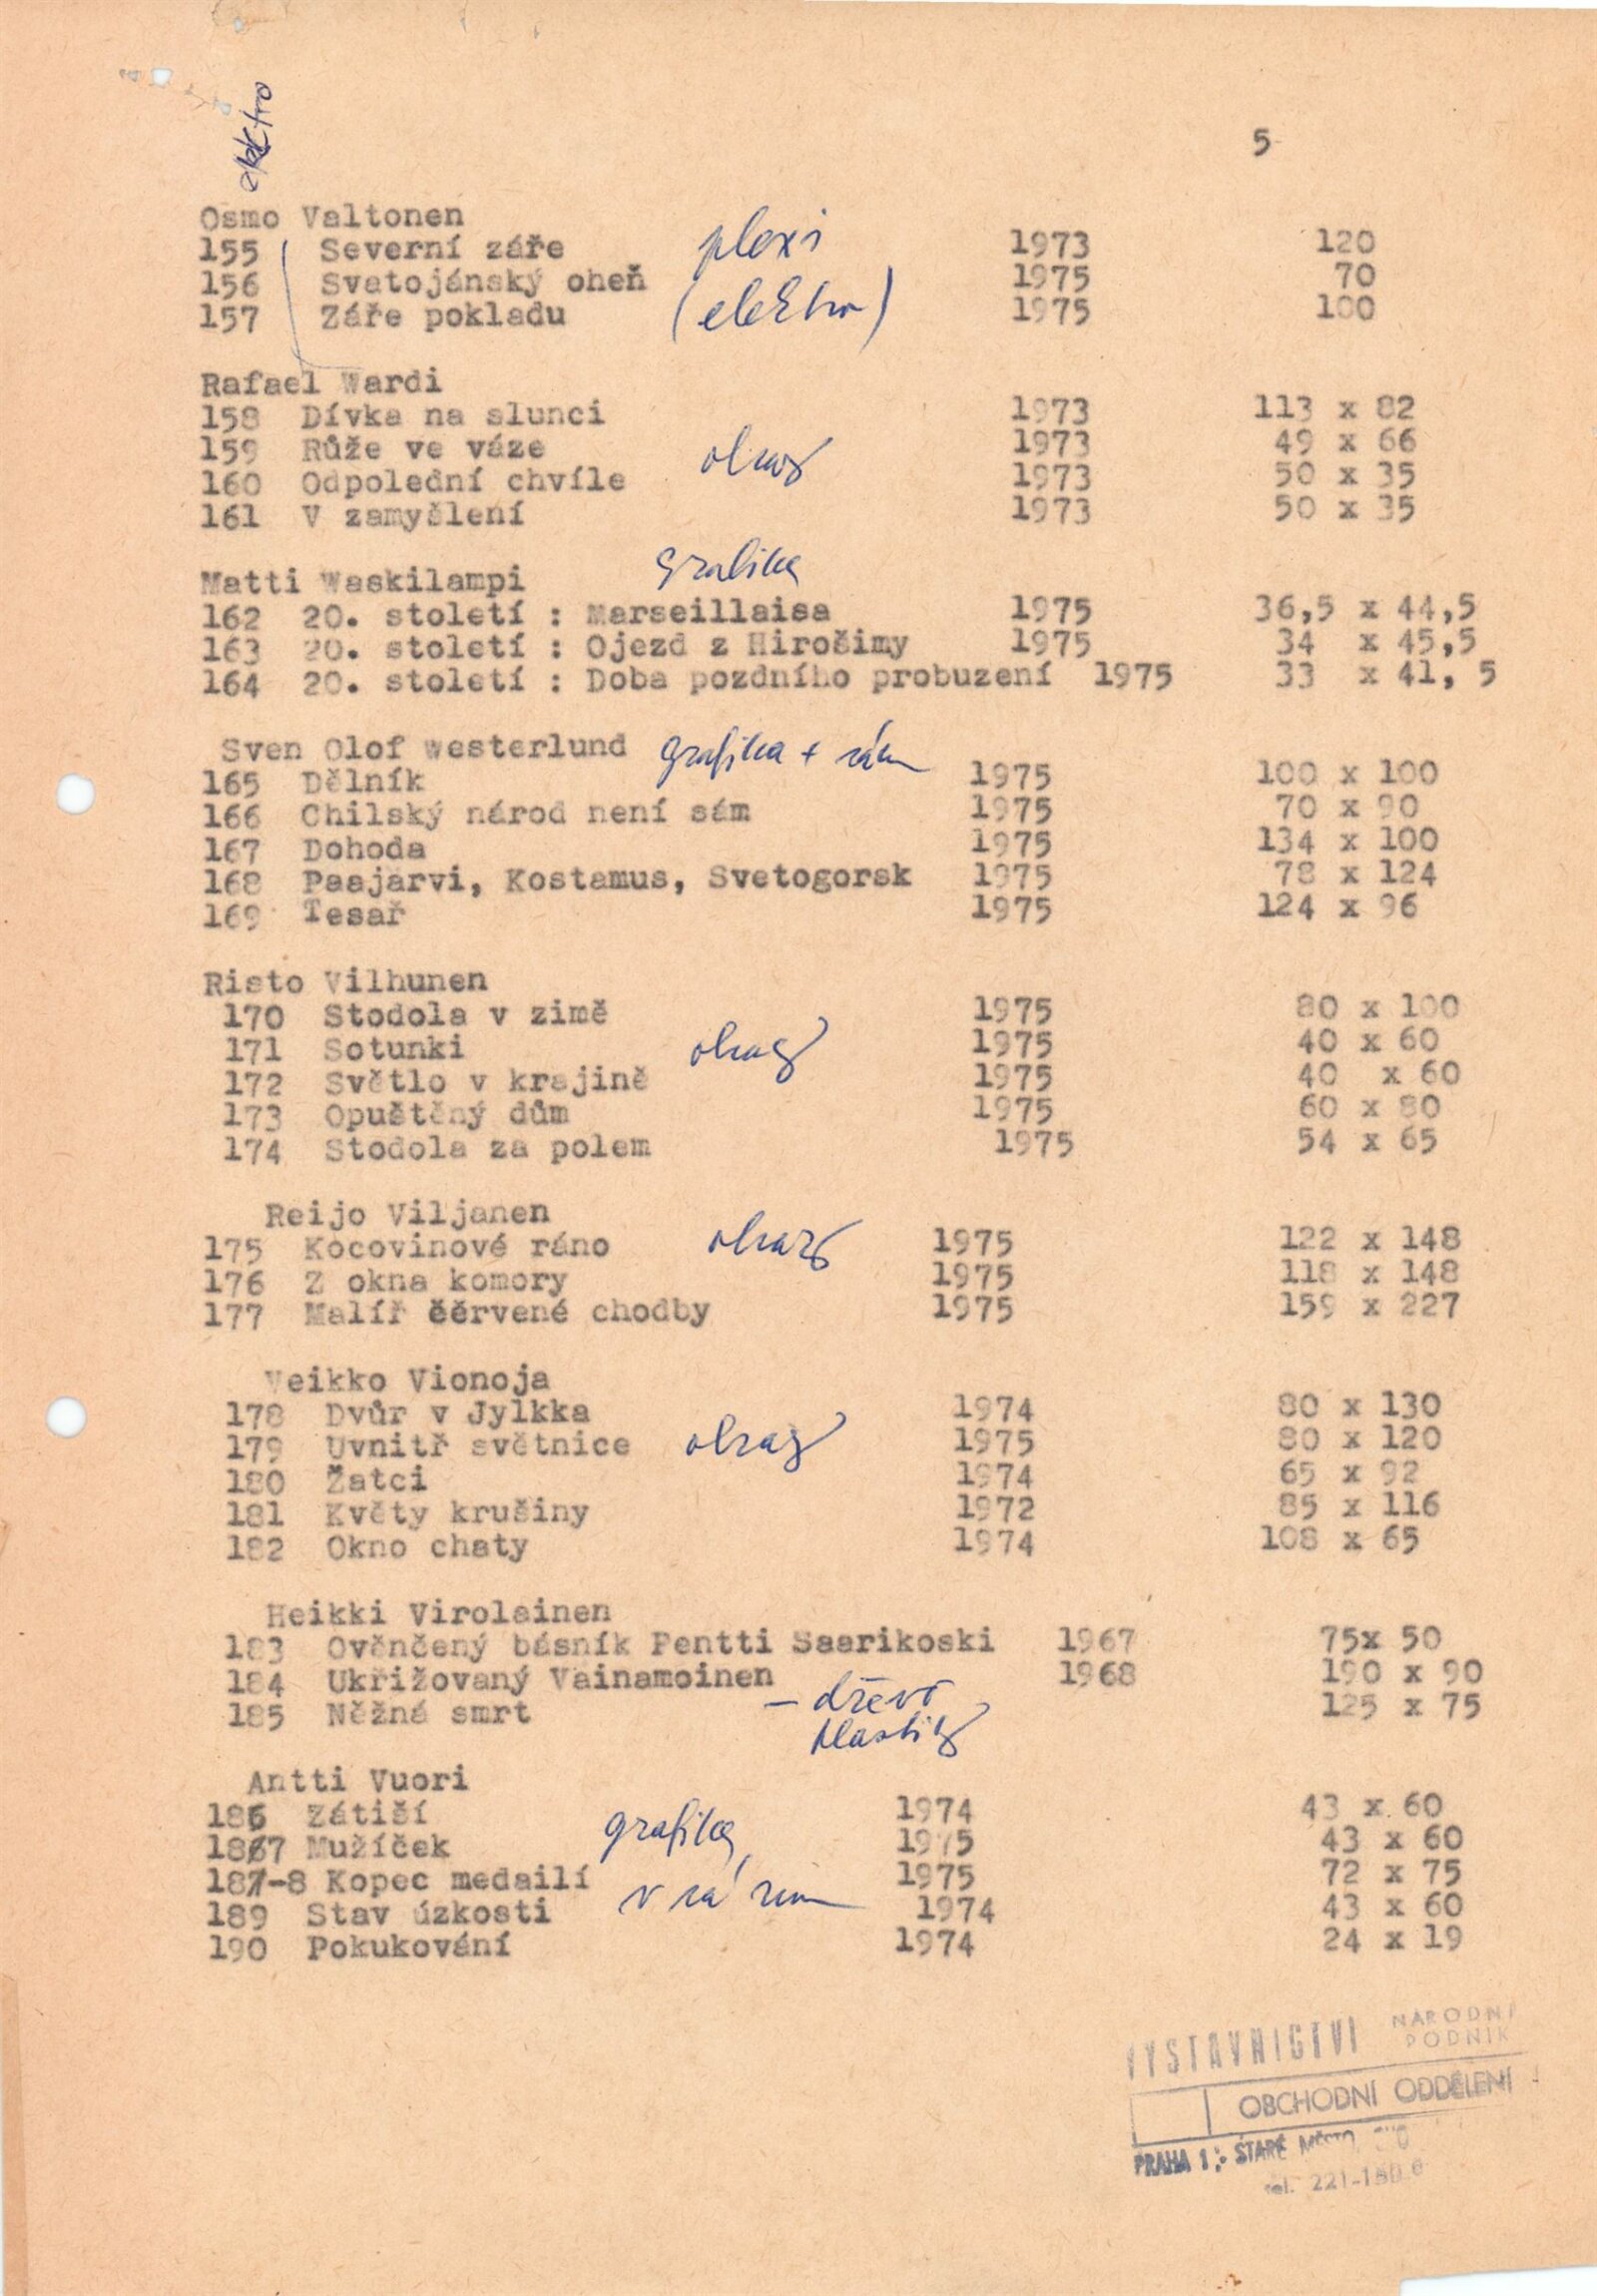 elektro
5
Osmo Valtonen
155 Severní záře plexi 1973 120
156 Svatojánský oheň 1975 70
157 Záře pokladu (elektro) 1975 100
Rafael Wardi
158 Dívka na slunci 1973 113 x 82
159 Růže ve váze obraz 1973 49 x 66
160 Odpolední chvíle 1973 50 x 35
161 V zamyšlení 1973 50 x 35
Matti Waskilampi grafika
162 20. století : Marseillaisa 1975 36,5 x 44,5
163 20. století : Ojezd z Hirošimy 1975 34 x 45,5
164 20. století : Doba pozdního probuzení 1975 33 x 41, 5
Sven Olof Westerlund grafika + rám
165 Dělník 1975 100 x 100
166 Chilský národ není sám 1975 70 x 90
167 Dohoda 1975 134 x 100
168 Paajarvi, Kostamus, Svetogorsk 1975 78 x 124
169 Tesař 1975 124 x 96
Risto Vilhunen
170 Stodola v zimě 1975 80 x 100
171 Sotunki obraz 1975 40 x 60
172 Světlo v krajině 1975 40 x 60
173 Opuštěný dům 1975 60 x 80
174 Stodola za polem 1975 54 x 65
Reijo Viljanen
175 Kocovinové ráno obraz 1975 122 x 148
176 Z okna komory 1975 118 x 148
177 Malíř čěrvené chodby 1975 159 x 227
Veikko Vionoja
178 Dvůr v Jylkka 1974 80 x 130
179 Uvnitř světnice obraz 1975 80 x 120
180 Žatci 1974 65 x 92
181 Květy krušiny 1972 85 x 116
182 Okno chaty 1974 108 x 65
Heikki Virolainen
183 Ověnčený básník Pentti Saarikoski 1967 75x 50
184 Ukřižovaný Vainamoinen 1968 190 x 90
185 Něžná smrt – dřevo 125 x 75
plastiky
Antti Vuori
186 Zátiší 1974 43 x 60
187 Mužíček grafika 1975 43 x 60
187-8 Kopec medailí 1975 72 x 75
189 Stav úzkosti v rámu 1974 43 x 60
190 Pokukování 1974 24 x 19
VÝSTAVNICTVÍ NÁRODNÍ
PODNIK
OBCHODNÍ ODDĚLENÍ
PRAHA 1 - STARÉ MĚSTO
tel. 221-180